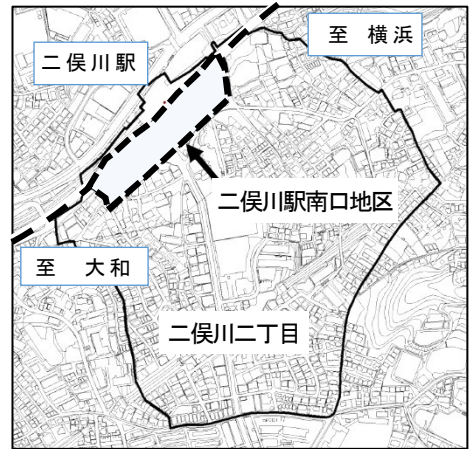 至 横浜
二俣川駅
二俣川駅南口地区
至 大和
二俣川二丁目